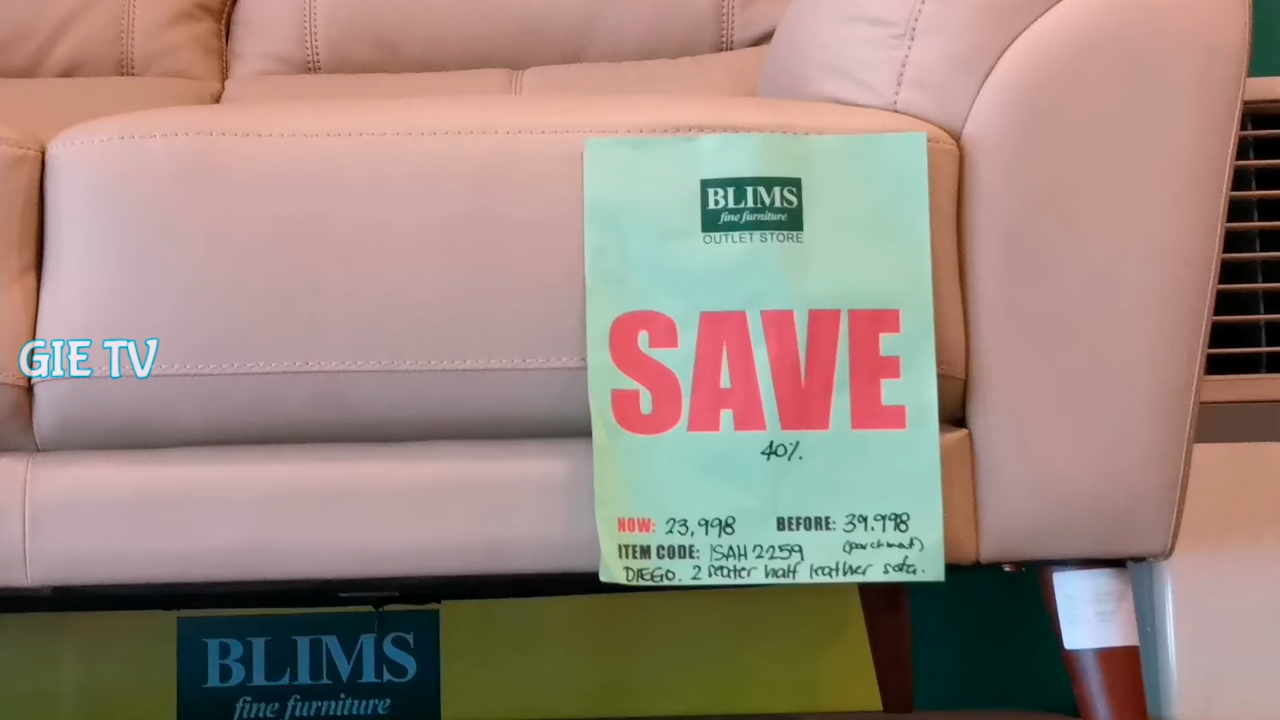 BLIMS
fine furniture
OUTLET STORE
SAVE
40%.
NOW: 23,998 BEFORE: 39.998
ITEM CODE: ISAH 2259 (parchment)
DIEGO. 2 seater half leather sofa.
GIE TV
BLIMS
fine furniture